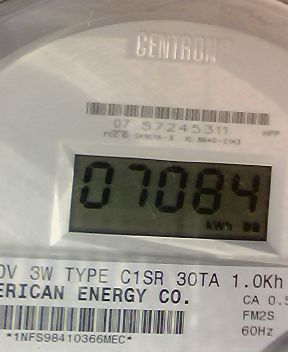 CENTRON
07 57245311
HPP
07084
kWh
0V 3W TYPE C1SR 30TA 1.0Kh
ERICAN ENERGY CO.
CA 0.5
FM2S
60Hz
*1NFS98410366MEC*